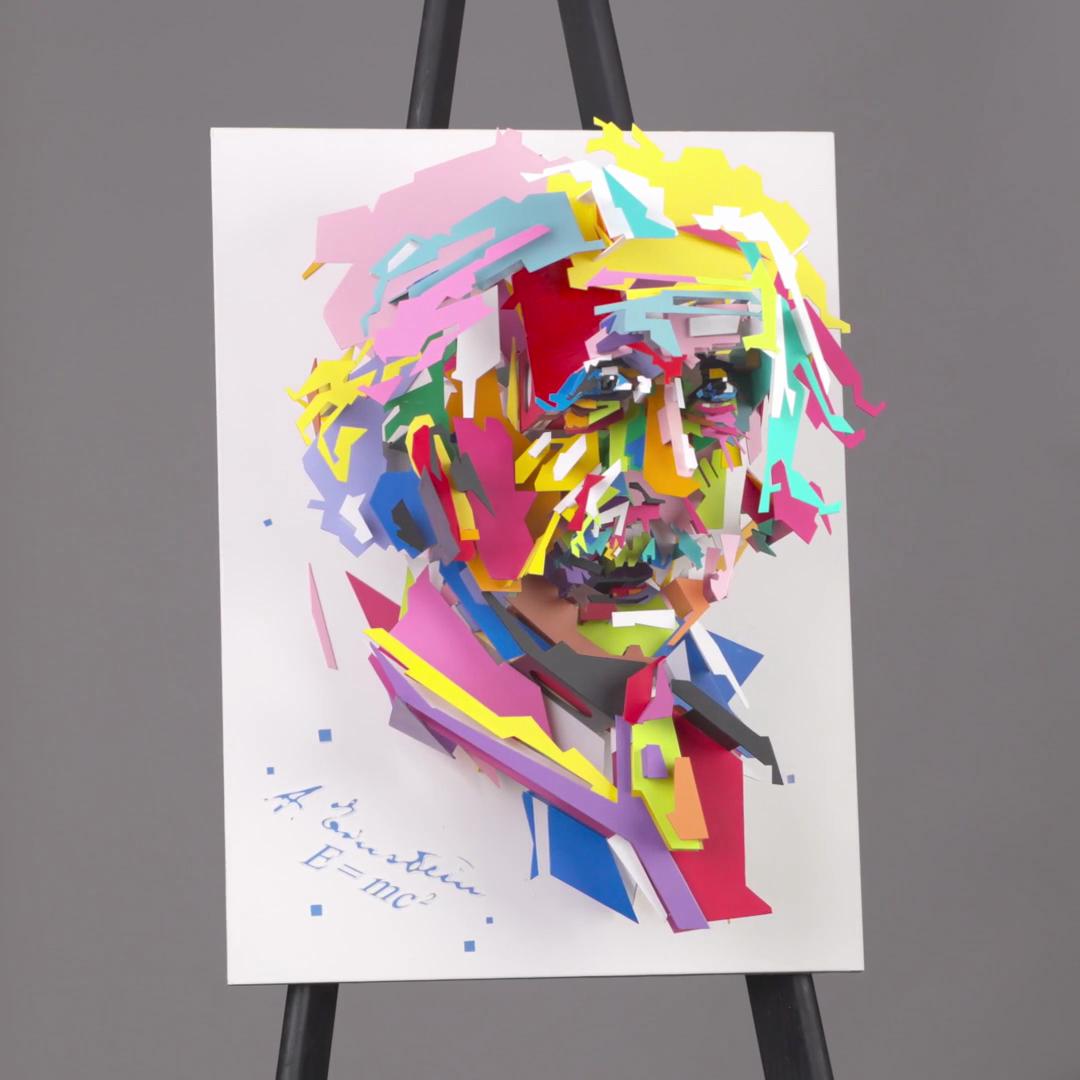 A. Einstein
E = mc²